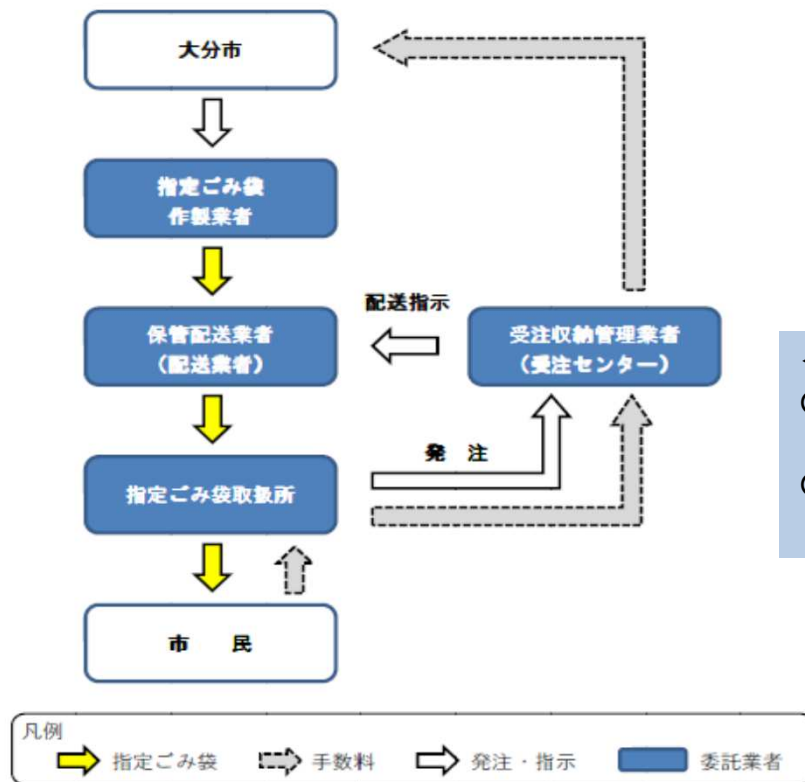 大分市
指定ごみ袋
作製業者
配送指示
保管配送業者
(配送業者)
受注収納管理業者
(受注センター)
発 注
指定ごみ袋取扱所
市 民
凡例
指定ごみ袋
手数料
発注・指示
委託業者